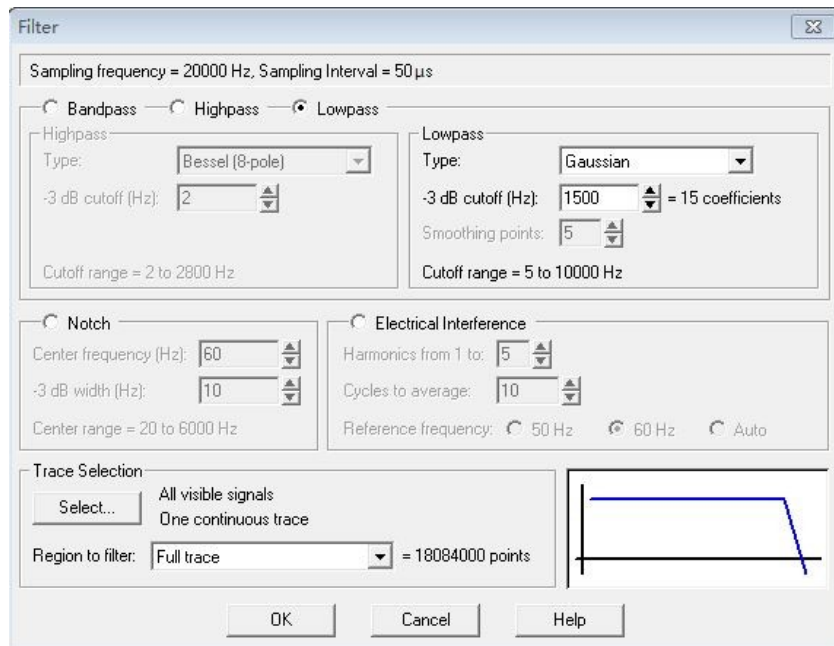 Filter
Sampling frequency = 20000 Hz, Sampling Interval = 50µs
Bandpass Highpass Lowpass
Highpass
Type: Bessel (8-pole)
-3 dB cutoff (Hz): 2
Cutoff range = 2 to 2800 Hz
Lowpass
Type: Gaussian
-3 dB cutoff (Hz): 1500 = 15 coefficients
Smoothing points: 5
Cutoff range = 5 to 10000 Hz
Notch
Center frequency (Hz): 60
-3 dB width (Hz): 10
Center range = 20 to 6000 Hz
Electrical Interference
Harmonics from 1 to: 5
Cycles to average: 10
Reference frequency: 50 Hz 60 Hz Auto
Trace Selection
Select... All visible signals
One continuous trace
Region to filter: Full trace = 18084000 points
OK Cancel Help